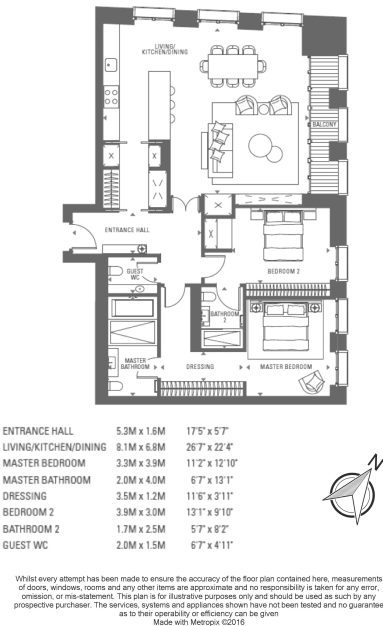 LIVING/
KITCHEN/DINING
BALCONY
ENTRANCE HALL
GUEST
WC
BEDROOM 2
BATHROOM
2
MASTER
BATHROOM
DRESSING
MASTER BEDROOM
ENTRANCE HALL 5.3M x 1.6M 17'5" x 5'7"
LIVING/KITCHEN/DINING 8.1M x 6.8M 26'7" x 22'4"
MASTER BEDROOM 3.3M x 3.9M 11'2" x 12'10"
MASTER BATHROOM 2.0M x 4.0M 6'7" x 13'1"
DRESSING 3.5M x 1.2M 11'6" x 3'11"
BEDROOM 2 3.9M x 3.0M 13'1" x 9'10"
BATHROOM 2 1.7M x 2.5M 5'7" x 8'2"
GUEST WC 2.0M x 1.5M 6'7" x 4'11"
N
Whilst every attempt has been made to ensure the accuracy of the floor plan contained here, measurements
of doors, windows, rooms and any other items are approximate and no responsibility is taken for any error,
omission, or mis-statement. This plan is for illustrative purposes only and should be used as such by any
prospective purchaser. The services, systems and appliances shown have not been tested and no guarantee
as to their operability or efficiency can be given
Made with Metropix ©2016